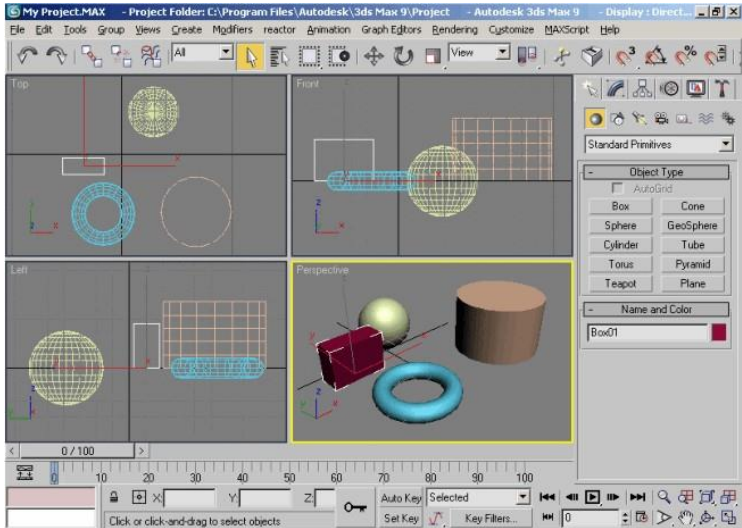 My Project.MAX - Project Folder: C:\Program Files\Autodesk\3ds Max 9\Project - Autodesk 3ds Max 9 - Display : Direct...
File Edit Tools Group Views Create Modifiers reactor Animation Graph Editors Rendering Customize MAXScript Help
All View 3 %
Top
Front
Left
Perspective
x
z
y
Standard Primitives
- Object Type
AutoGrid
Box Cone
Sphere GeoSphere
Cylinder Tube
Torus Pyramid
Teapot Plane
- Name and Color
Box01
< 0 / 100 >
0 10 20 30 40 50 60 70 80 90 100
X: Y: Z: Auto Key Selected
Click or click-and-drag to select objects Set Key Key Filters... 0